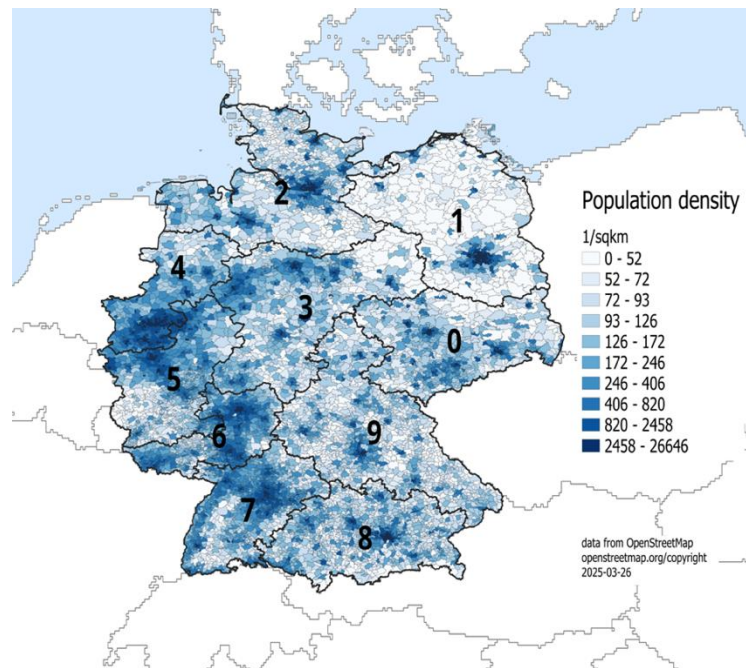 2
1
4
3
0
5
6
9
7
8
Population density
1/sqkm
0 - 52
52 - 72
72 - 93
93 - 126
126 - 172
172 - 246
246 - 406
406 - 820
820 - 2458
2458 - 26646
data from OpenStreetMap
openstreetmap.org/copyright
2025-03-26